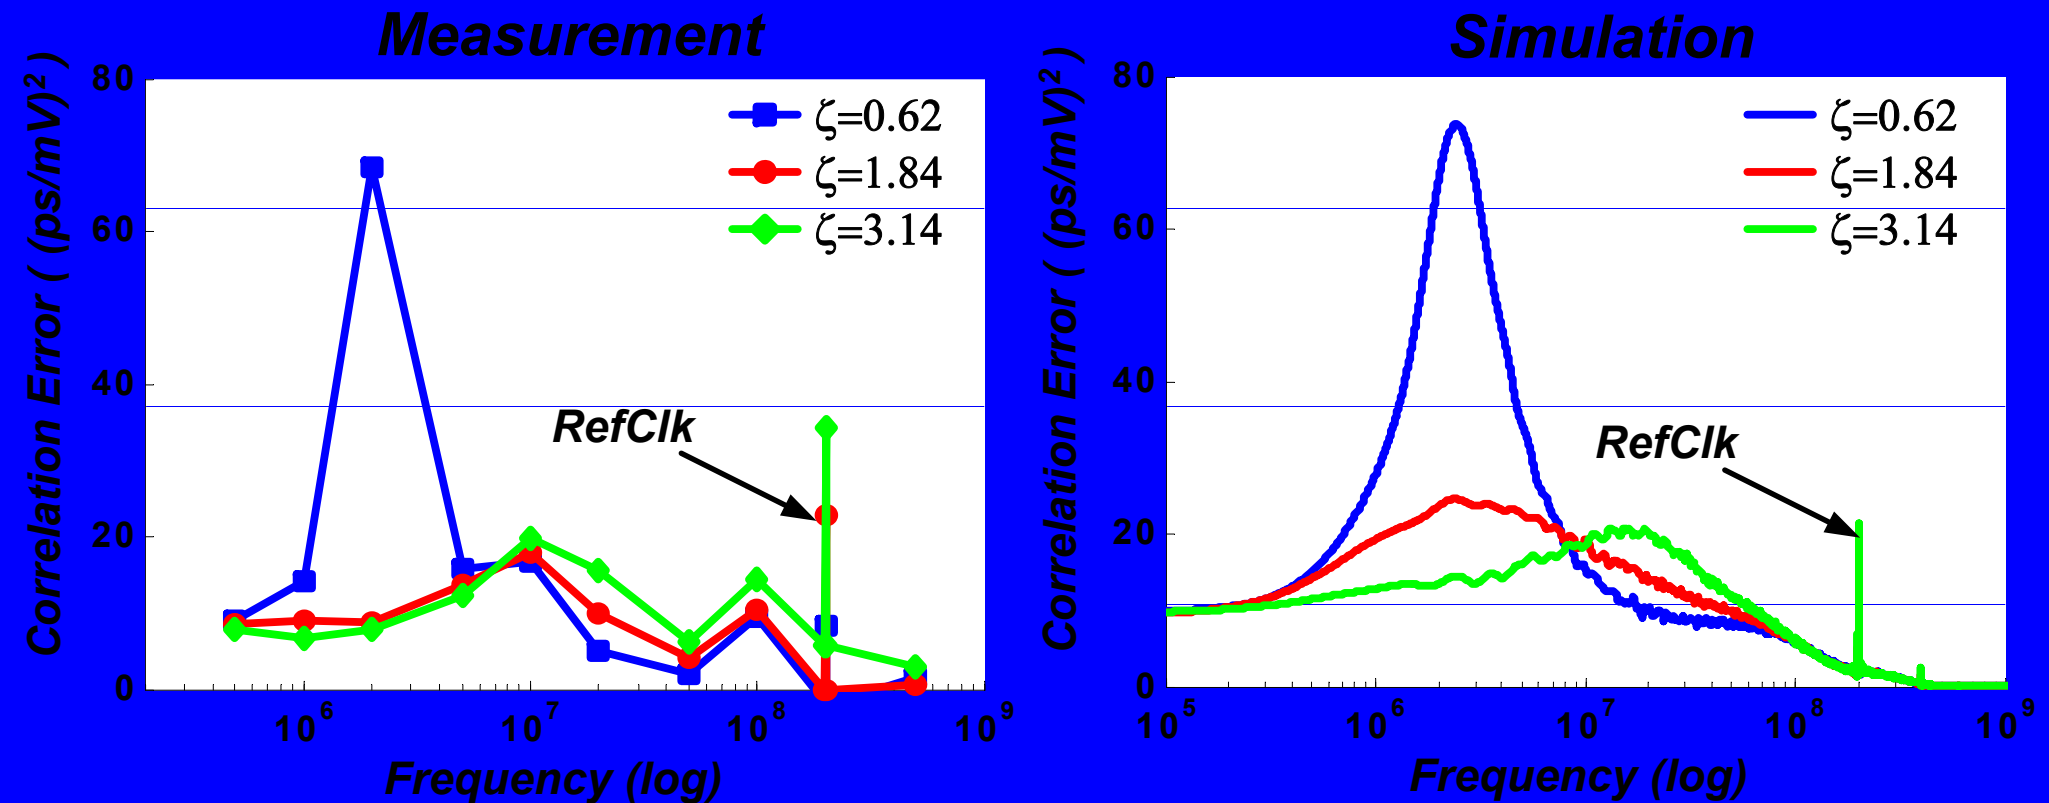 Measurement
Correlation Error ( (ps/mV)² )
80
60
40
20
0
ζ=0.62
ζ=1.84
ζ=3.14
RefClk
10⁶
10⁷
10⁸
10⁹
Frequency (log)
Simulation
Correlation Error ( (ps/mV)² )
80
60
40
20
0
ζ=0.62
ζ=1.84
ζ=3.14
RefClk
10⁵
10⁶
10⁷
10⁸
10⁹
Frequency (log)